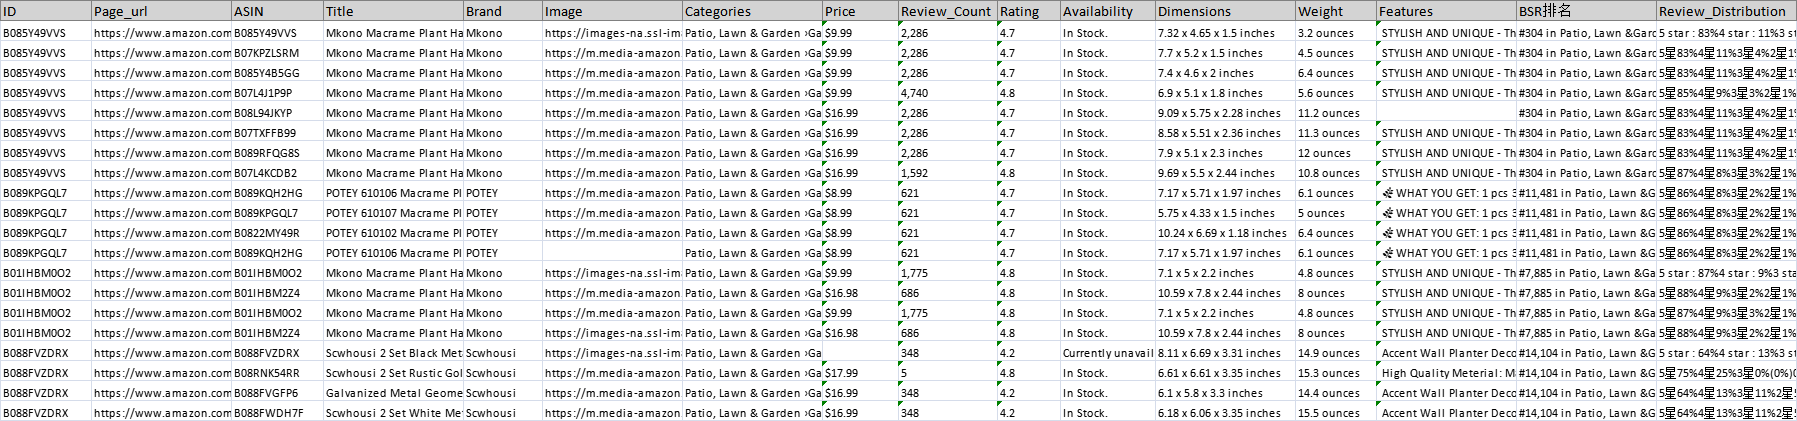 ID Page_url ASIN Title Brand Image Categories Price Review_Count Rating Availability Dimensions Weight Features BSR排名 Review_Distribution
B085Y49VVS https://www.amazon.com B085Y49VVS Mkono Macrame Plant Ha Mkono https://images-na.ssl-im Patio, Lawn & Garden ›Ga $9.99 2,286 4.7 In Stock. 7.32 x 4.65 x 1.5 inches 3.2 ounces STYLISH AND UNIQUE - Th #304 in Patio, Lawn &Garc 5 star : 83%4 star : 11%3 st
B085Y49VVS https://www.amazon.com B07KPZLSRM Mkono Macrame Plant Ha Mkono https://m.media-amazon. Patio, Lawn & Garden ›Ga $9.99 2,286 4.7 In Stock. 7.7 x 5.2 x 2 inches 4.5 ounces STYLISH AND UNIQUE - Th #304 in Patio, Lawn &Garc 5星83%4星11%3星4%2星1%
B085Y49VVS https://www.amazon.com B085Y4B5GG Mkono Macrame Plant Ha Mkono https://m.media-amazon. Patio, Lawn & Garden ›Ga $9.99 2,286 4.7 In Stock. 7.4 x 4.6 x 2 inches 6.4 ounces STYLISH AND UNIQUE - Th #304 in Patio, Lawn &Garc 5星83%4星11%3星4%2星1%
B085Y49VVS https://www.amazon.com B07L4J1P9P Mkono Macrame Plant Ha Mkono https://m.media-amazon. Patio, Lawn & Garden ›Ga $9.99 4,740 4.8 In Stock. 6.9 x 5.1 x 1.8 inches 5.6 ounces STYLISH AND UNIQUE - Th #304 in Patio, Lawn &Garc 5星85%4星9%3星3%2星1%
B085Y49VVS https://www.amazon.com B08L94JKYP Mkono Macrame Plant Ha Mkono https://m.media-amazon. Patio, Lawn & Garden ›Ga $16.99 2,286 4.7 In Stock. 9.09 x 5.75 x 2.28 inches 11.2 ounces #304 in Patio, Lawn &Garc 5星83%4星11%3星4%2星1%
B085Y49VVS https://www.amazon.com B07TXFFB99 Mkono Macrame Plant Ha Mkono https://m.media-amazon. Patio, Lawn & Garden ›Ga $16.99 2,286 4.7 In Stock. 8.58 x 5.51 x 2.36 inches 11.3 ounces STYLISH AND UNIQUE - Th #304 in Patio, Lawn &Garc 5星83%4星11%3星4%2星1%
B085Y49VVS https://www.amazon.com B089RFQG8S Mkono Macrame Plant Ha Mkono https://m.media-amazon. Patio, Lawn & Garden ›Ga $16.99 2,286 4.7 In Stock. 7.9 x 5.1 x 2.3 inches 12 ounces STYLISH AND UNIQUE - Th #304 in Patio, Lawn &Garc 5星83%4星11%3星4%2星1%
B085Y49VVS https://www.amazon.com B07L4KCDB2 Mkono Macrame Plant Ha Mkono https://m.media-amazon. Patio, Lawn & Garden ›Ga $16.99 1,592 4.8 In Stock. 9.69 x 5.5 x 2.44 inches 10.8 ounces STYLISH AND UNIQUE - Th #304 in Patio, Lawn &Garc 5星87%4星8%3星3%2星1%
B089KPGQL7 https://www.amazon.com B089KQH2HG POTEY 610106 Macrame Pl POTEY https://m.media-amazon. Patio, Lawn & Garden ›Ga $8.99 621 4.7 In Stock. 7.17 x 5.71 x 1.97 inches 6.1 ounces WHAT YOU GET: 1 pcs 3 #11,481 in Patio, Lawn &G 5星86%4星8%3星2%2星1%
B089KPGQL7 https://www.amazon.com B089KPGQL7 POTEY 610107 Macrame Pl POTEY https://m.media-amazon. Patio, Lawn & Garden ›Ga $8.99 621 4.7 In Stock. 5.75 x 4.33 x 1.5 inches 5 ounces WHAT YOU GET: 1 pcs 3 #11,481 in Patio, Lawn &G 5星86%4星8%3星2%2星1%
B089KPGQL7 https://www.amazon.com B0822MY49R POTEY 610102 Macrame Pl POTEY https://m.media-amazon. Patio, Lawn & Garden ›Ga $8.99 621 4.7 In Stock. 10.24 x 6.69 x 1.18 inches 6.4 ounces WHAT YOU GET: 1 pcs 3 #11,481 in Patio, Lawn &G 5星86%4星8%3星2%2星1%
B089KPGQL7 https://www.amazon.com B089KQH2HG POTEY 610106 Macrame Pl POTEY Patio, Lawn & Garden ›Ga $8.99 621 4.7 In Stock. 7.17 x 5.71 x 1.97 inches 6.1 ounces WHAT YOU GET: 1 pcs 3 #11,481 in Patio, Lawn &G 5星86%4星8%3星2%2星1%
B01IHBM0O2 https://www.amazon.com B01IHBM0O2 Mkono Macrame Plant Ha Mkono https://images-na.ssl-im Patio, Lawn & Garden ›Ga $9.99 1,775 4.8 In Stock. 7.1 x 5 x 2.2 inches 4.8 ounces STYLISH AND UNIQUE - Th #7,885 in Patio, Lawn &Ga 5 star : 87%4 star : 9%3 star
B01IHBM0O2 https://www.amazon.com B01IHBM2Z4 Mkono Macrame Plant Ha Mkono https://m.media-amazon. Patio, Lawn & Garden ›Ga $16.98 686 4.8 In Stock. 10.59 x 7.8 x 2.44 inches 8 ounces STYLISH AND UNIQUE - Th #7,885 in Patio, Lawn &Ga 5星88%4星9%3星2%2星1%
B01IHBM0O2 https://www.amazon.com B01IHBM0O2 Mkono Macrame Plant Ha Mkono https://m.media-amazon. Patio, Lawn & Garden ›Ga $9.99 1,775 4.8 In Stock. 7.1 x 5 x 2.2 inches 4.8 ounces STYLISH AND UNIQUE - Th #7,885 in Patio, Lawn &Ga 5星87%4星9%3星3%2星1%
B01IHBM0O2 https://www.amazon.com B01IHBM2Z4 Mkono Macrame Plant Ha Mkono https://images-na.ssl-im Patio, Lawn & Garden ›Ga $16.98 686 4.8 In Stock. 10.59 x 7.8 x 2.44 inches 8 ounces STYLISH AND UNIQUE - Th #7,885 in Patio, Lawn &Ga 5星88%4星9%3星2%2星1%
B088FVZDRX https://www.amazon.com B088FVZDRX Scwhousi 2 Set Black Met Scwhousi https://images-na.ssl-im Patio, Lawn & Garden ›Ga 348 4.2 Currently unavail 8.11 x 6.69 x 3.31 inches 14.9 ounces Accent Wall Planter Deco #14,104 in Patio, Lawn &G 5 star : 64%4 star : 13%3 st
B088FVZDRX https://www.amazon.com B08RNK54RR Scwhousi 2 Set Rustic Gol Scwhousi https://m.media-amazon. Patio, Lawn & Garden ›Ga $17.99 5 4.8 In Stock. 6.61 x 6.61 x 3.35 inches 15.3 ounces High Quality Meterial: M #14,104 in Patio, Lawn &G 5星75%4星25%3星0%(0%)0
B088FVZDRX https://www.amazon.com B088FVGFP6 Galvanized Metal Geome Scwhousi https://m.media-amazon. Patio, Lawn & Garden ›Ga $16.99 348 4.2 In Stock. 6.1 x 5.8 x 3.3 inches 14.4 ounces Accent Wall Planter Deco #14,104 in Patio, Lawn &G 5星64%4星13%3星11%2星5
B088FVZDRX https://www.amazon.com B088FWDH7F Scwhousi 2 Set White Me Scwhousi https://m.media-amazon. Patio, Lawn & Garden ›Ga $16.99 348 4.2 In Stock. 6.18 x 6.06 x 3.35 inches 15.5 ounces Accent Wall Planter Deco #14,104 in Patio, Lawn &G 5星64%4星13%3星11%2星5